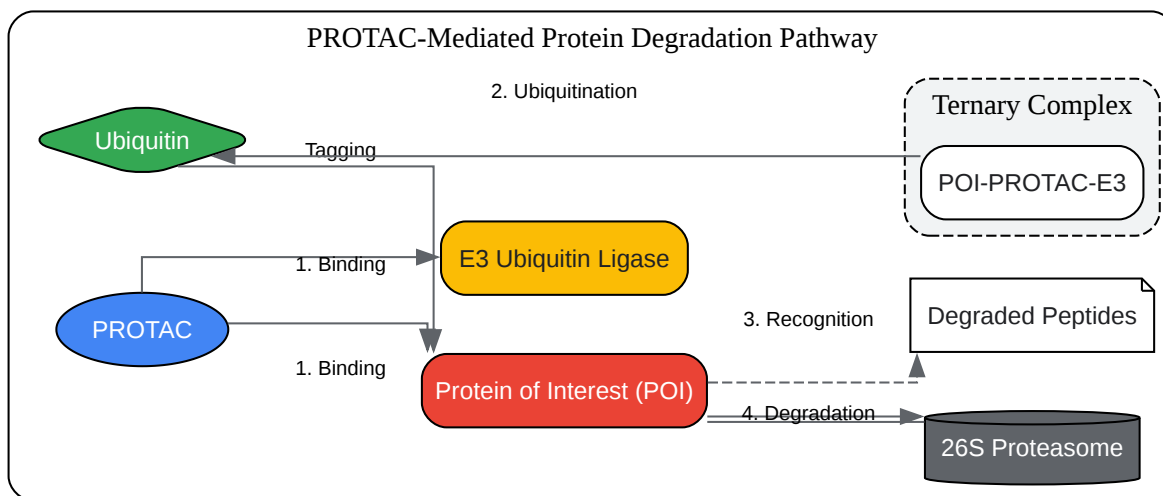 PROTAC-Mediated Protein Degradation Pathway
2. Ubiquitination
Ternary Complex
Ubiquitin
Tagging
POI-PROTAC-E3
E3 Ubiquitin Ligase
1. Binding
PROTAC
3. Recognition
Degraded Peptides
1. Binding
Protein of Interest (POI)
4. Degradation
26S Proteasome